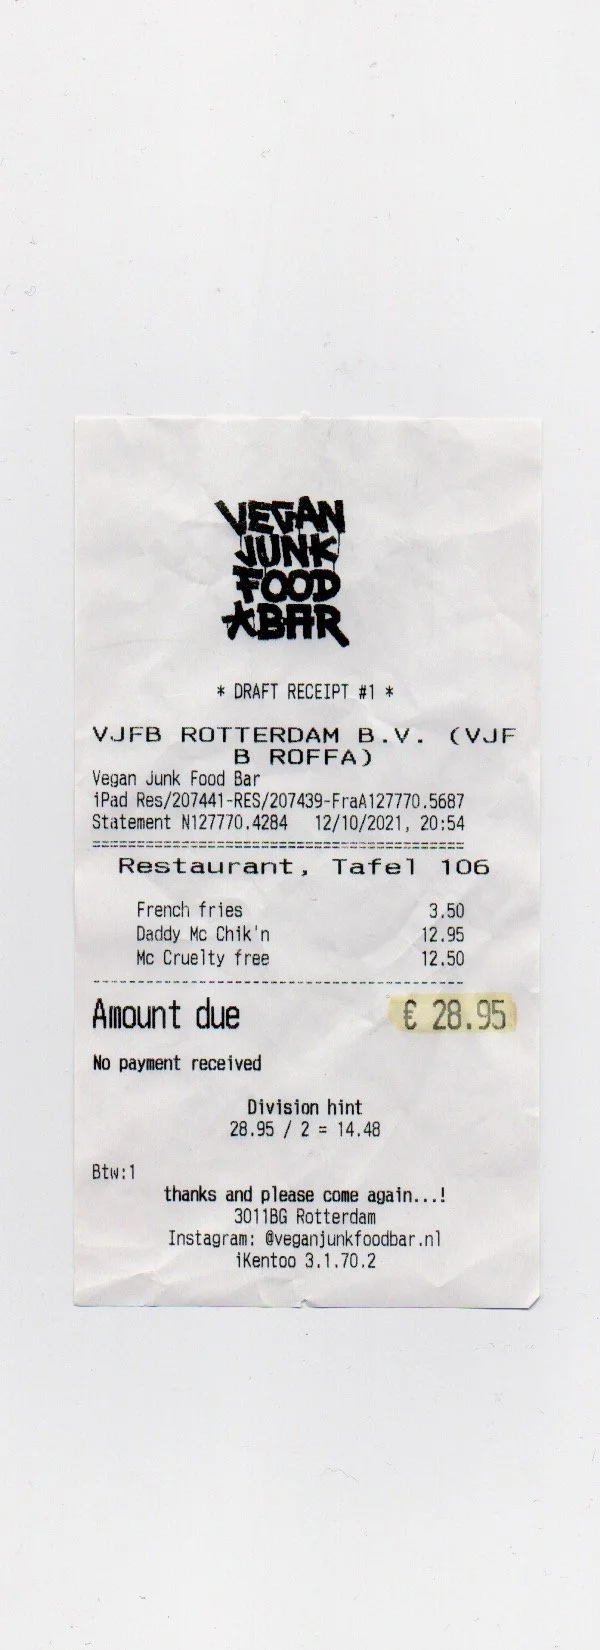 VEGAN
JUNK
FOOD
BAR
* DRAFT RECEIPT #1 *
VJFB ROTTERDAM B.V. (VJF
B ROFFA)
Vegan Junk Food Bar
iPad Res/207441-RES/207439-FraA127770.5687
Statement N127770.4284 12/10/2021, 20:54
Restaurant, Tafel 106
French fries 3.50
Daddy Mc Chik'n 12.95
Mc Cruelty free 12.50
Amount due € 28.95
No payment received
Division hint
28.95 / 2 = 14.48
Btw:1
thanks and please come again...!
3011BG Rotterdam
Instagram: @veganjunkfoodbar.nl
iKentoo 3.1.70.2